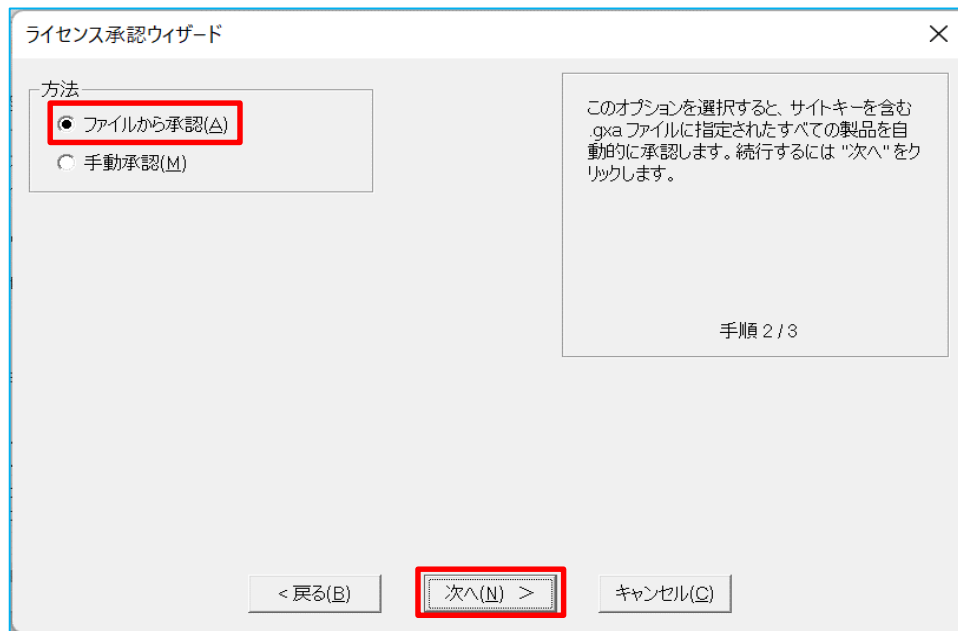 ライセンス承認ウィザード
方法
ファイルから承認(A)
手動承認(M)
このオプションを選択すると、サイトキーを含む
.gxa ファイルに指定されたすべての製品を自
動的に承認します。続行するには "次へ" をク
リックします。
手順 2 / 3
< 戻る(B)
次へ(N) >
キャンセル(C)